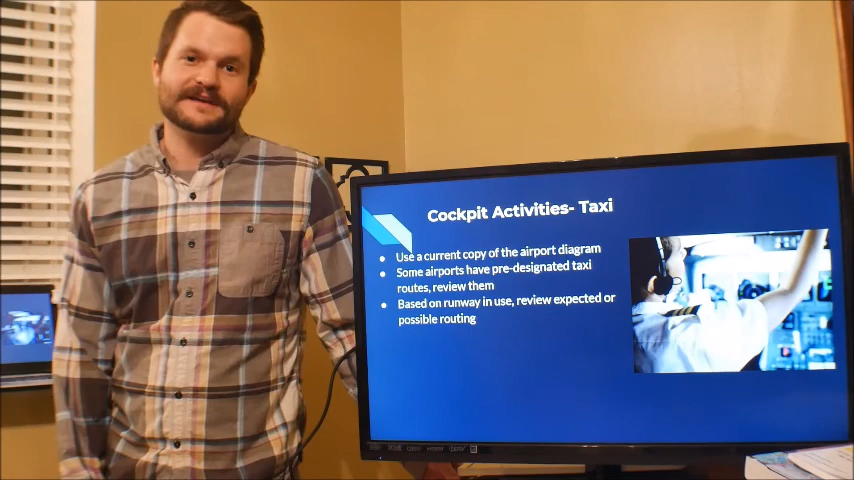 Cockpit Activities- Taxi
● Use a current copy of the airport diagram
● Some airports have pre-designated taxi
routes, review them
● Based on runway in use, review expected or
possible routing